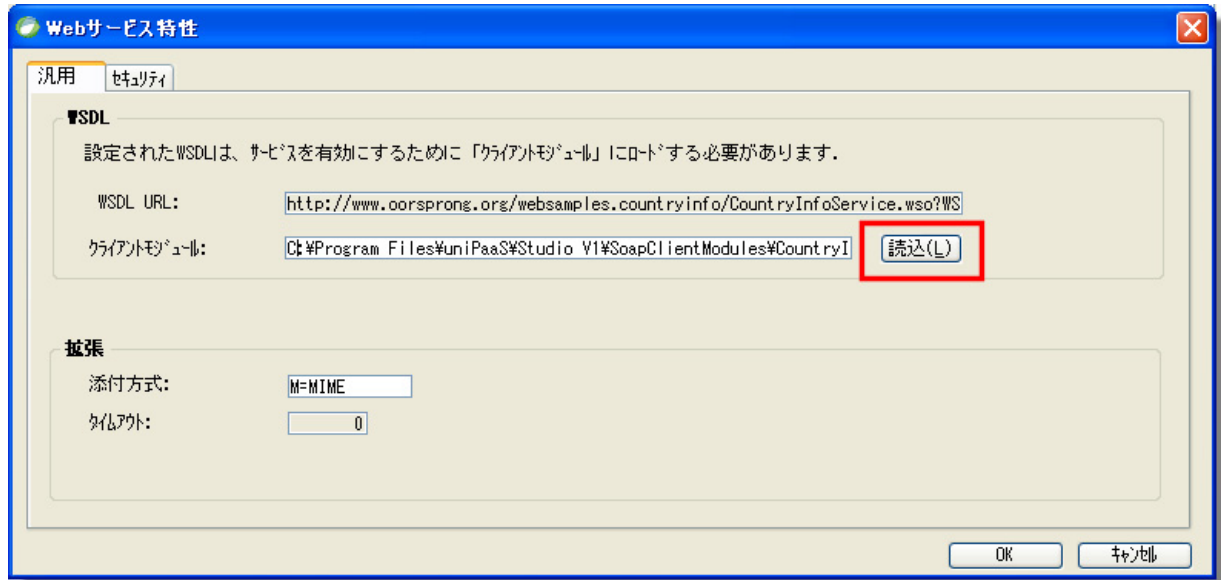 Webサービス特性
汎用 ｾｷｭﾘﾃｨ
WSDL
設定されたWSDLは、ｻｰﾋﾞｽを有効にするために「ｸﾗｲｱﾝﾄﾓｼﾞｭｰﾙ」にﾛｰﾄﾞする必要があります.
WSDL URL: http://www.oorsprong.org/websamples.countryinfo/CountryInfoService.wso?WS
ｸﾗｲｱﾝﾄﾓｼﾞｭｰﾙ: C:¥Program Files¥uniPaaS¥Studio V1¥SoapClientModules¥CountryI 読込(L)
拡張
添付方式: M=MIME
ﾀｲﾑｱｳﾄ: 0
OK ｷｬﾝｾﾙ